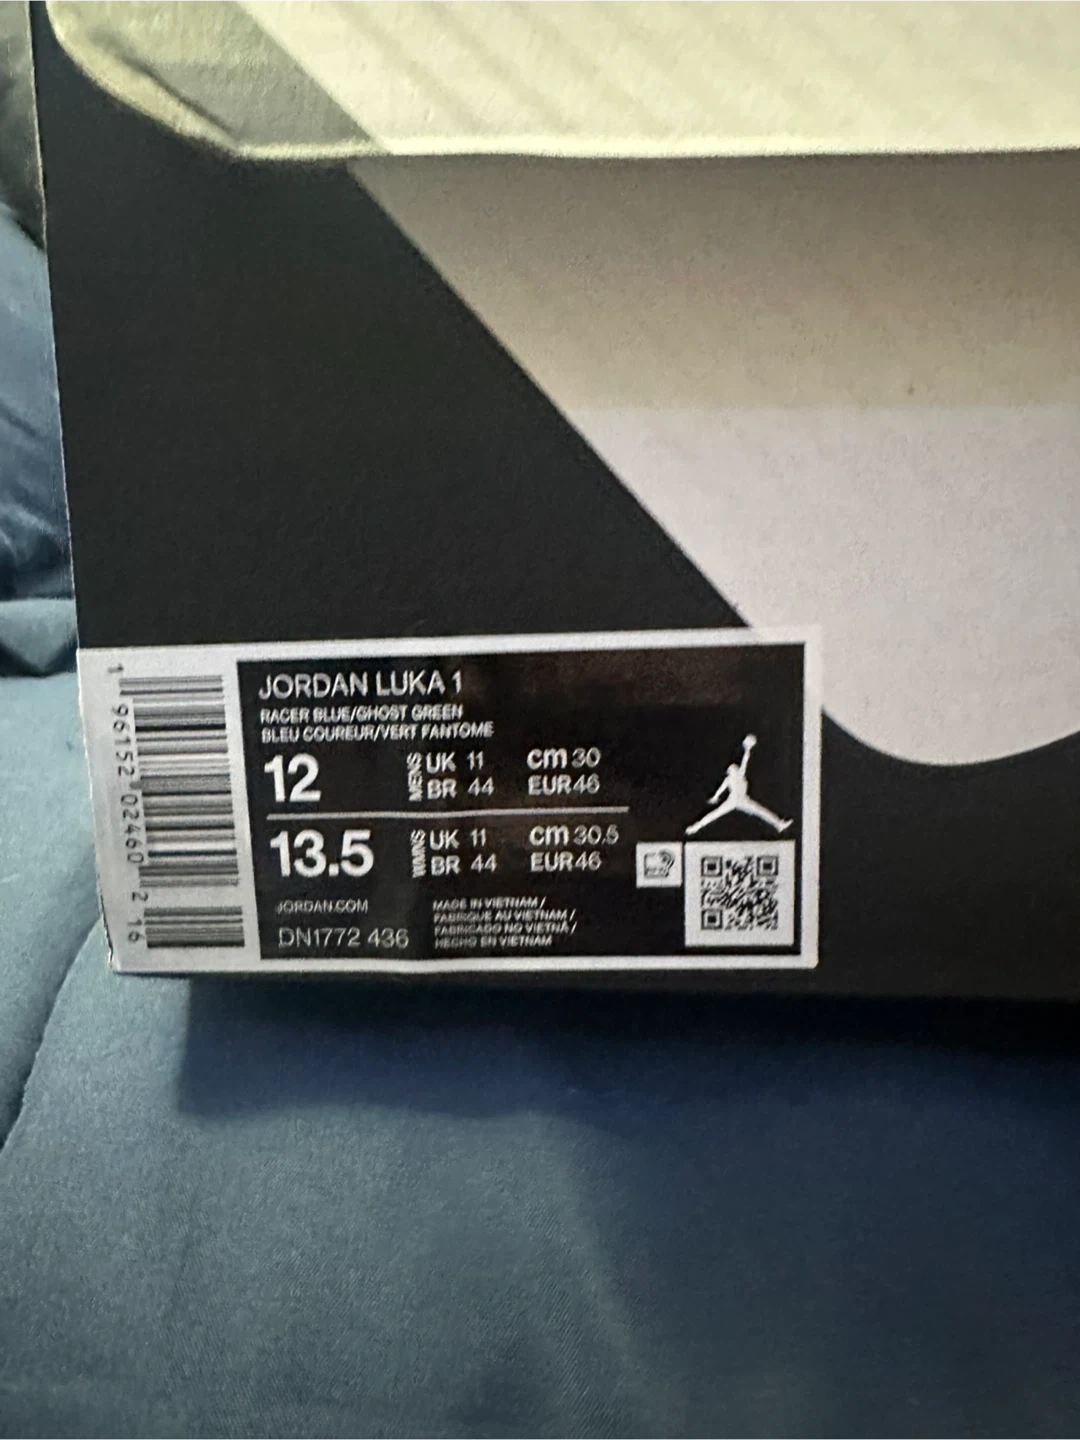 JORDAN LUKA 1
RACER BLUE/GHOST GREEN
BLEU COUREUR/VERT FANTOME
12 MENS UK 11 cm 30
BR 44 EUR 46
13.5 WMNS UK 11 cm 30.5
BR 44 EUR 46
JORDAN.COM
DN1772 436
MADE IN VIETNAM /
FABRIQUE AU VIETNAM /
FABRICADO NO VIETNÃ /
HECHO EN VIETNAM
1 96152 02460 2 16